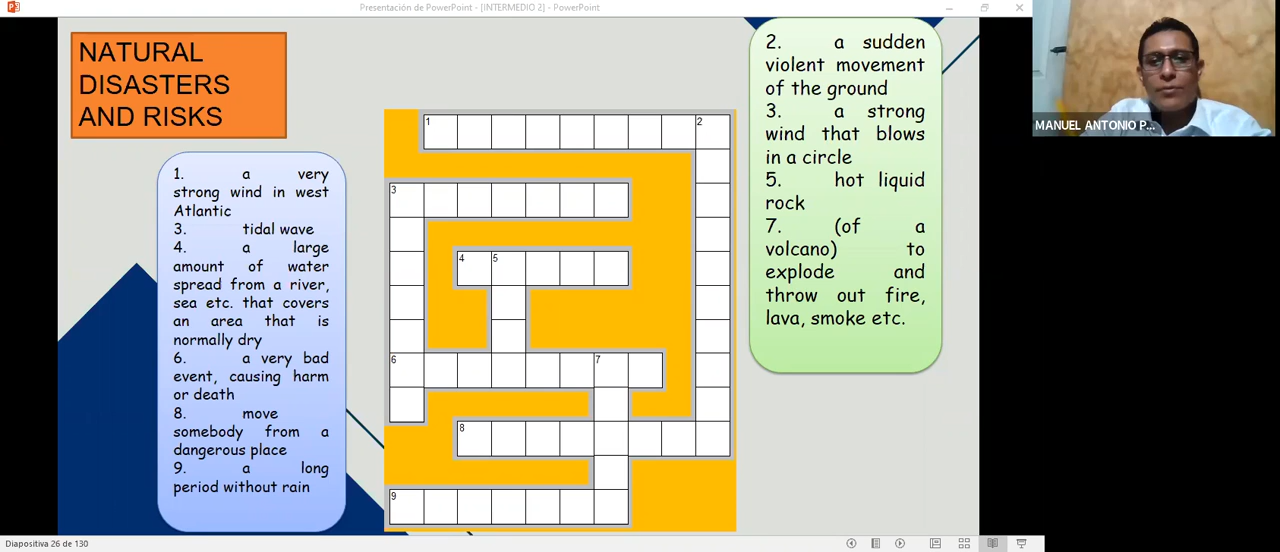 Presentación de PowerPoint - [INTERMEDIO 2] - PowerPoint
NATURAL
DISASTERS
AND RISKS
1. a very
strong wind in west
Atlantic
3. tidal wave
4. a large
amount of water
spread from a river,
sea etc. that covers
an area that is
normally dry
6. a very bad
event, causing harm
or death
8. move
somebody from a
dangerous place
9. a long
period without rain
1 2
3
4 5
6 7
8
9
2. a sudden
violent movement
of the ground
3. a strong
wind that blows
in a circle
5. hot liquid
rock
7. (of a
volcano) to
explode and
throw out fire,
lava, smoke etc.
MANUEL ANTONIO P...
Diapositiva 26 de 130